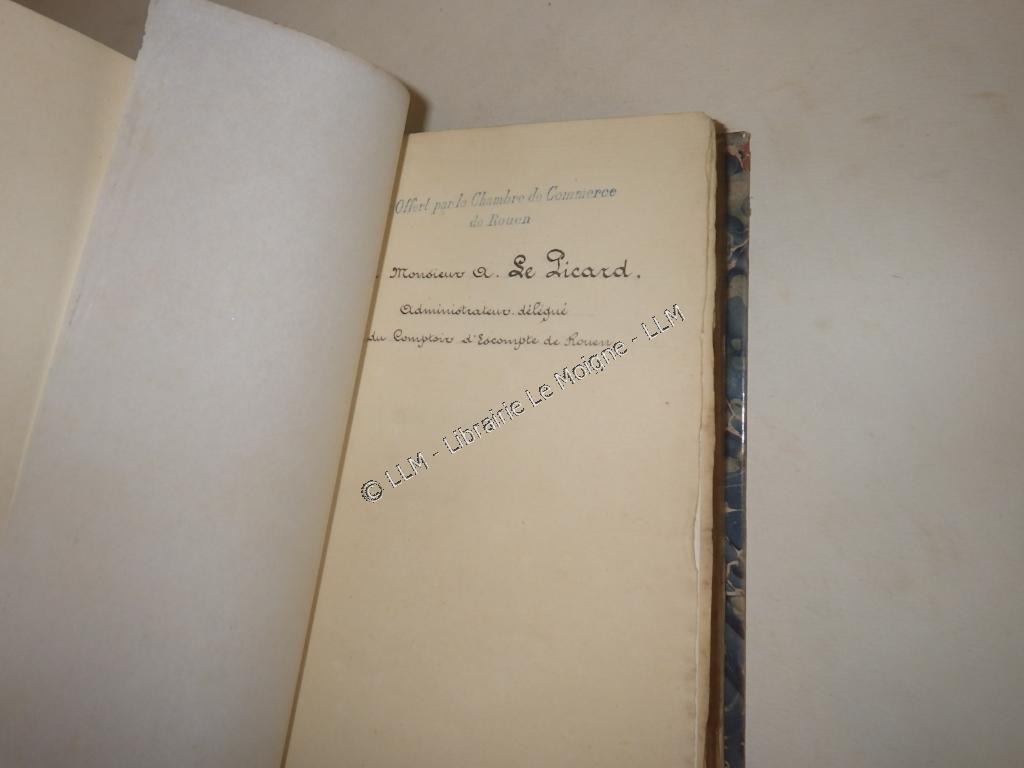 Offert par la Chambre de Commerce
de Rouen
Monsieur A. Le Picard.
Administrateur délégué
du Comptoir d'Escompte de Rouen
© LLM - Librairie Le Moigne - LLM